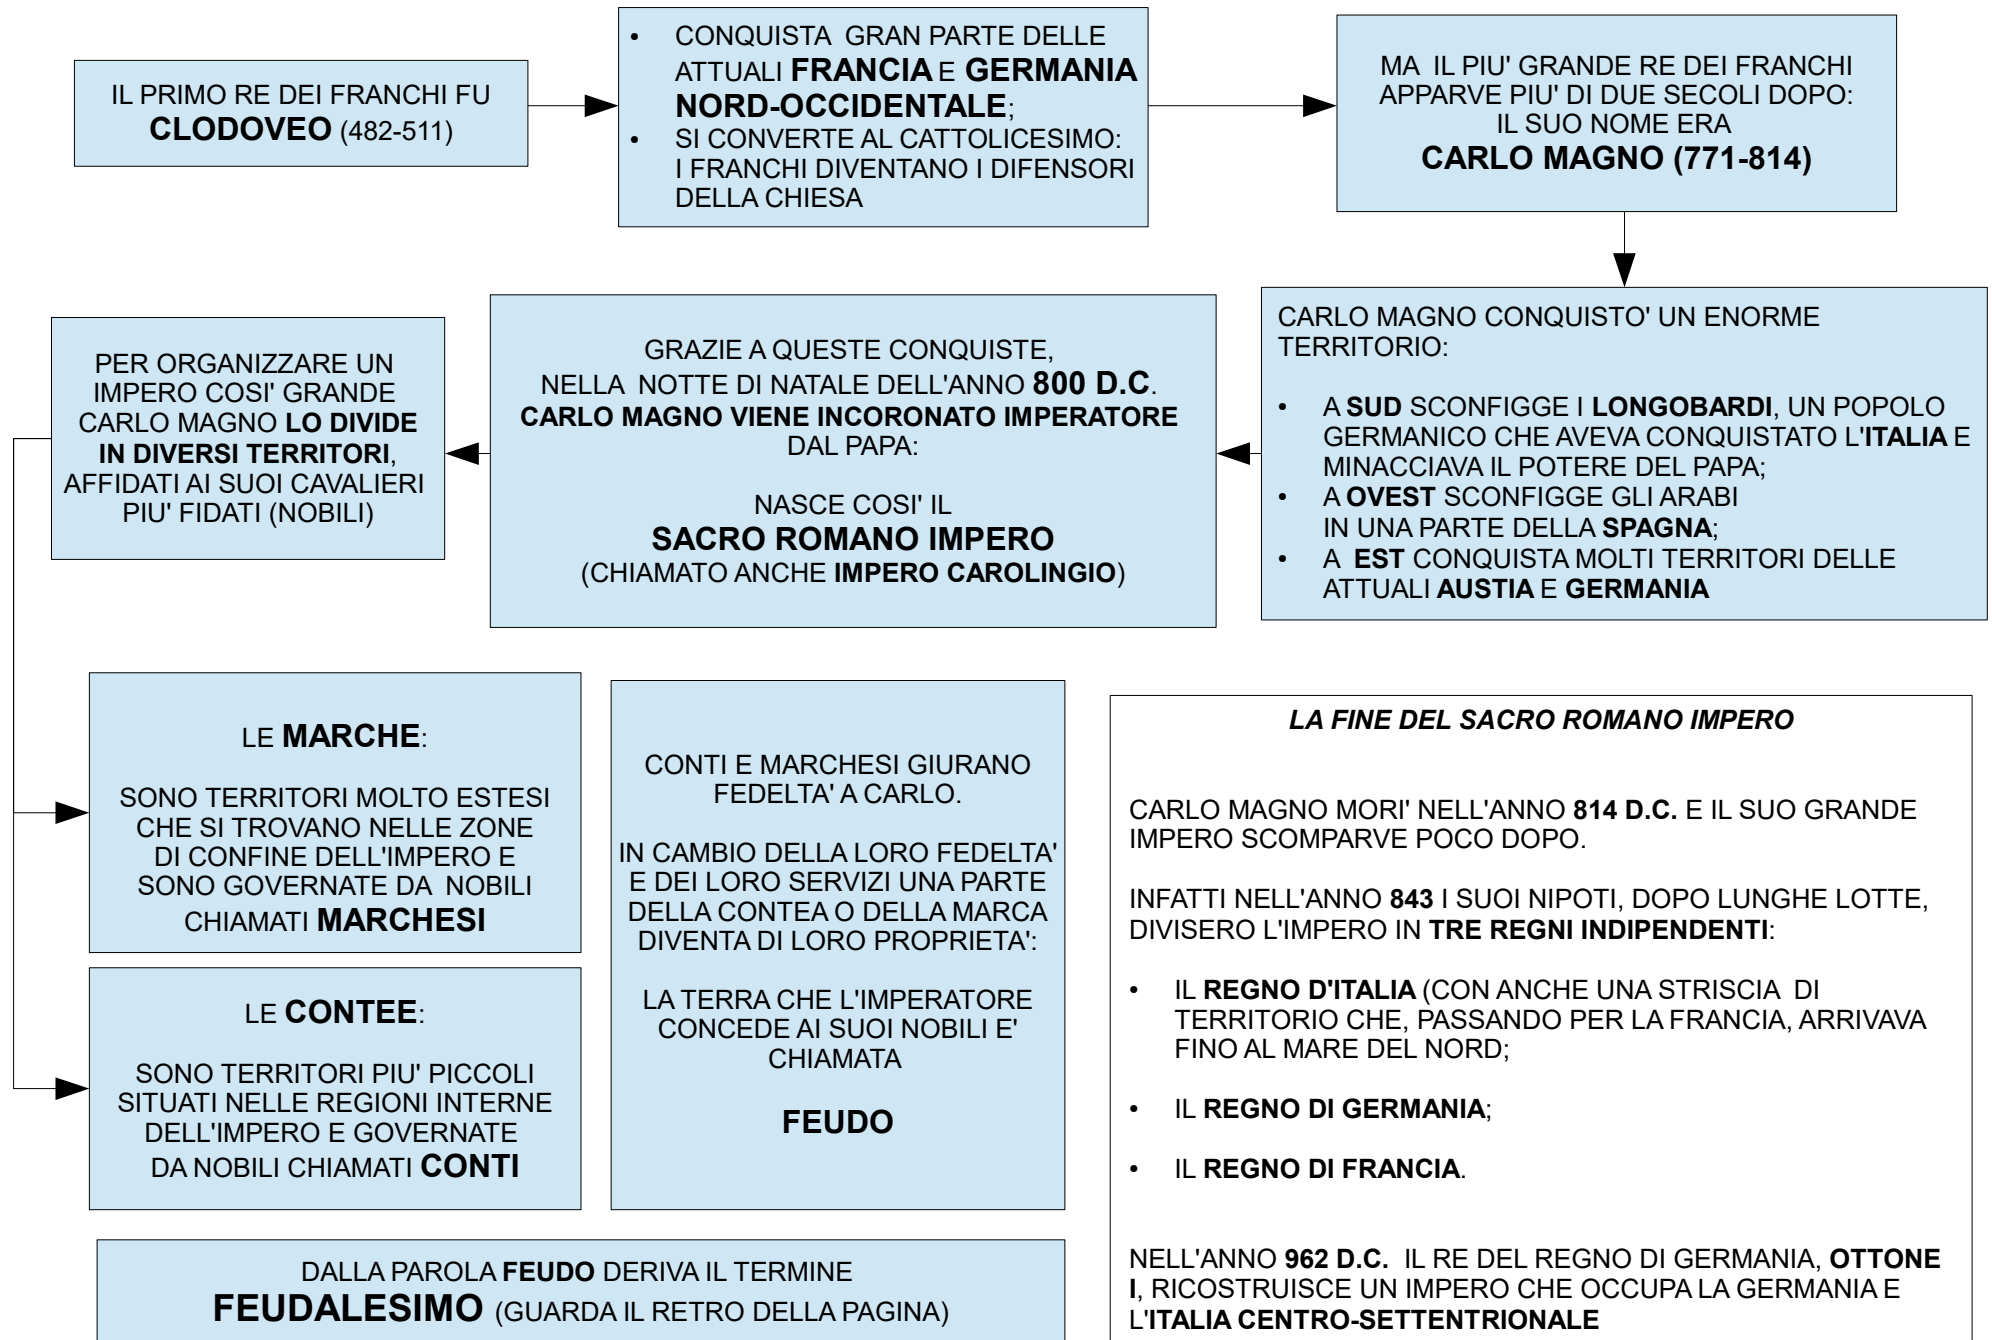 IL PRIMO RE DEI FRANCHI FU
CLODOVEO (482-511)
• CONQUISTA GRAN PARTE DELLE
ATTUALI FRANCIA E GERMANIA
NORD-OCCIDENTALE;
• SI CONVERTE AL CATTOLICESIMO:
I FRANCHI DIVENTANO I DIFENSORI
DELLA CHIESA
MA IL PIU' GRANDE RE DEI FRANCHI
APPARVE PIU' DI DUE SECOLI DOPO:
IL SUO NOME ERA
CARLO MAGNO (771-814)
CARLO MAGNO CONQUISTO' UN ENORME
TERRITORIO:
• A SUD SCONFIGGE I LONGOBARDI, UN POPOLO
GERMANICO CHE AVEVA CONQUISTATO L'ITALIA E
MINACCIAVA IL POTERE DEL PAPA;
• A OVEST SCONFIGGE GLI ARABI
IN UNA PARTE DELLA SPAGNA;
• A EST CONQUISTA MOLTI TERRITORI DELLE
ATTUALI AUSTIA E GERMANIA
GRAZIE A QUESTE CONQUISTE,
NELLA NOTTE DI NATALE DELL'ANNO 800 D.C.
CARLO MAGNO VIENE INCORONATO IMPERATORE
DAL PAPA:
NASCE COSI' IL
SACRO ROMANO IMPERO
(CHIAMATO ANCHE IMPERO CAROLINGIO)
PER ORGANIZZARE UN
IMPERO COSI' GRANDE
CARLO MAGNO LO DIVIDE
IN DIVERSI TERRITORI,
AFFIDATI AI SUOI CAVALIERI
PIU' FIDATI (NOBILI)
LE MARCHE:
SONO TERRITORI MOLTO ESTESI
CHE SI TROVANO NELLE ZONE
DI CONFINE DELL'IMPERO E
SONO GOVERNATE DA NOBILI
CHIAMATI MARCHESI
LE CONTEE:
SONO TERRITORI PIU' PICCOLI
SITUATI NELLE REGIONI INTERNE
DELL'IMPERO E GOVERNATE
DA NOBILI CHIAMATI CONTI
CONTI E MARCHESI GIURANO
FEDELTA' A CARLO.
IN CAMBIO DELLA LORO FEDELTA'
E DEI LORO SERVIZI UNA PARTE
DELLA CONTEA O DELLA MARCA
DIVENTA DI LORO PROPRIETA':
LA TERRA CHE L'IMPERATORE
CONCEDE AI SUOI NOBILI E'
CHIAMATA
FEUDO
DALLA PAROLA FEUDO DERIVA IL TERMINE
FEUDALESIMO (GUARDA IL RETRO DELLA PAGINA)
LA FINE DEL SACRO ROMANO IMPERO
CARLO MAGNO MORI' NELL'ANNO 814 D.C. E IL SUO GRANDE
IMPERO SCOMPARVE POCO DOPO.
INFATTI NELL'ANNO 843 I SUOI NIPOTI, DOPO LUNGHE LOTTE,
DIVISERO L'IMPERO IN TRE REGNI INDIPENDENTI:
• IL REGNO D'ITALIA (CON ANCHE UNA STRISCIA DI
TERRITORIO CHE, PASSANDO PER LA FRANCIA, ARRIVAVA
FINO AL MARE DEL NORD;
• IL REGNO DI GERMANIA;
• IL REGNO DI FRANCIA.
NELL'ANNO 962 D.C. IL RE DEL REGNO DI GERMANIA, OTTONE
I, RICOSTRUISCE UN IMPERO CHE OCCUPA LA GERMANIA E
L'ITALIA CENTRO-SETTENTRIONALE